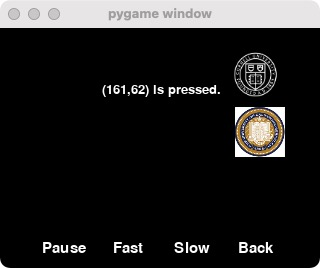 pygame window
(161,62) is pressed.
Pause Fast Slow Back